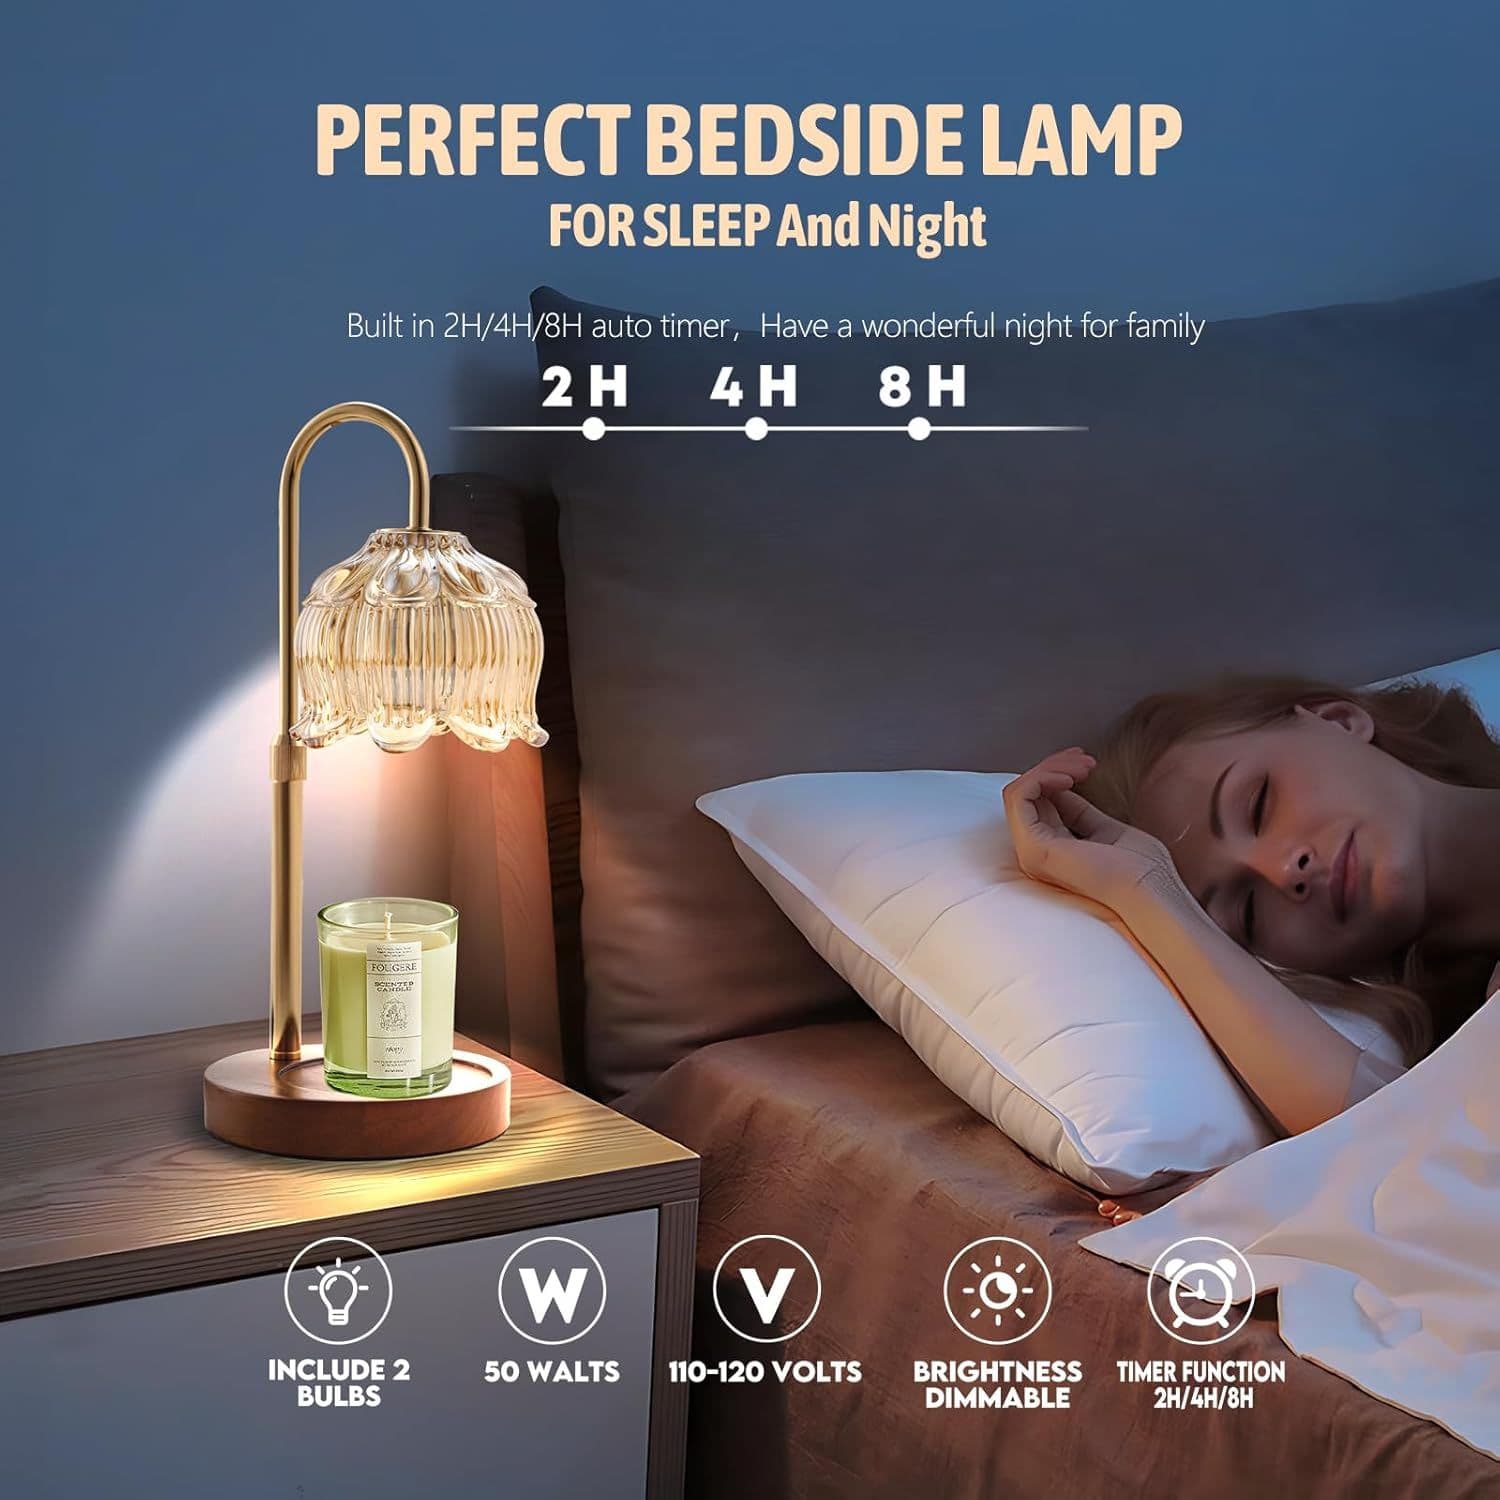 PERFECT BEDSIDE LAMP
FOR SLEEP And Night
Built in 2H/4H/8H auto timer，Have a wonderful night for family
2 H 4 H 8 H
FOUGERE
SCENTED
CANDLE
W V
INCLUDE 2
BULBS
50 WALTS
110-120 VOLTS
BRIGHTNESS
DIMMABLE
TIMER FUNCTION
2H/4H/8H